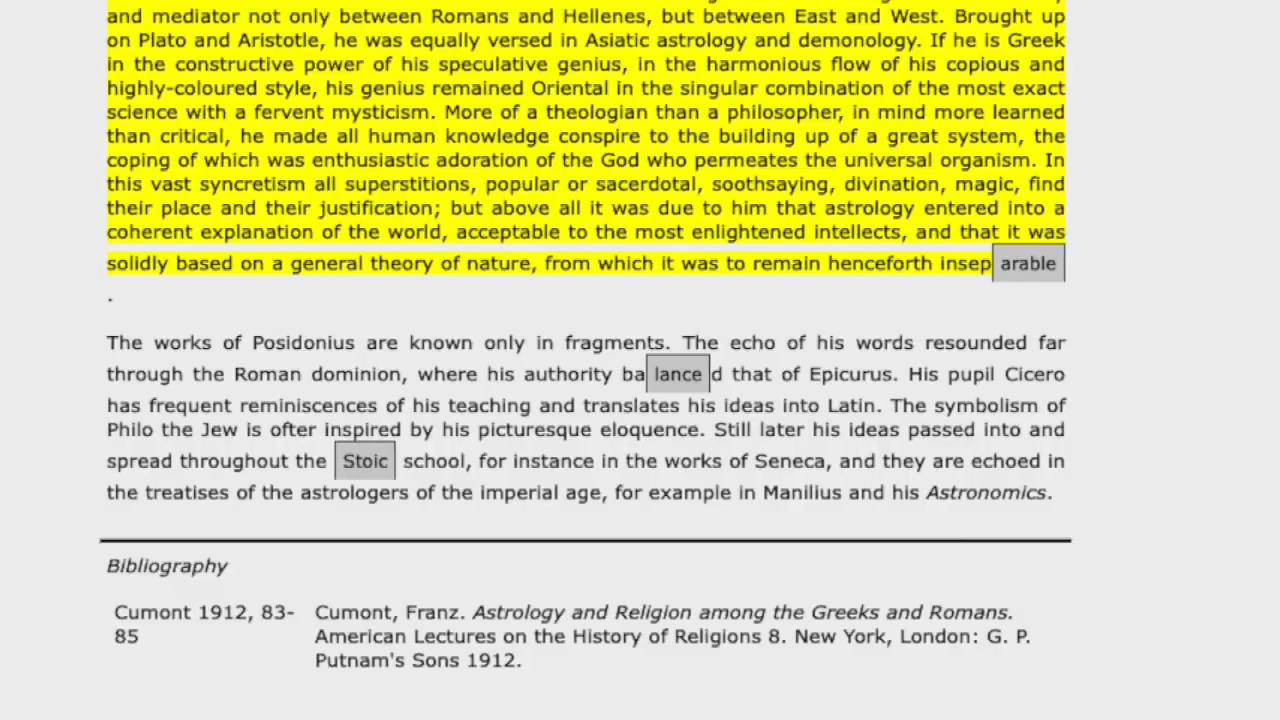 and mediator not only between Romans and Hellenes, but between East and West. Brought up
on Plato and Aristotle, he was equally versed in Asiatic astrology and demonology. If he is Greek
in the constructive power of his speculative genius, in the harmonious flow of his copious and
highly-coloured style, his genius remained Oriental in the singular combination of the most exact
science with a fervent mysticism. More of a theologian than a philosopher, in mind more learned
than critical, he made all human knowledge conspire to the building up of a great system, the
coping of which was enthusiastic adoration of the God who permeates the universal organism. In
this vast syncretism all superstitions, popular or sacerdotal, soothsaying, divination, magic, find
their place and their justification; but above all it was due to him that astrology entered into a
coherent explanation of the world, acceptable to the most enlightened intellects, and that it was
solidly based on a general theory of nature, from which it was to remain henceforth inseparable
.
The works of Posidonius are known only in fragments. The echo of his words resounded far
through the Roman dominion, where his authority balanced that of Epicurus. His pupil Cicero
has frequent reminiscences of his teaching and translates his ideas into Latin. The symbolism of
Philo the Jew is ofter inspired by his picturesque eloquence. Still later his ideas passed into and
spread throughout the Stoic school, for instance in the works of Seneca, and they are echoed in
the treatises of the astrologers of the imperial age, for example in Manilius and his Astronomics.
Bibliography
Cumont 1912, 83-
85
Cumont, Franz. Astrology and Religion among the Greeks and Romans.
American Lectures on the History of Religions 8. New York, London: G. P.
Putnam's Sons 1912.